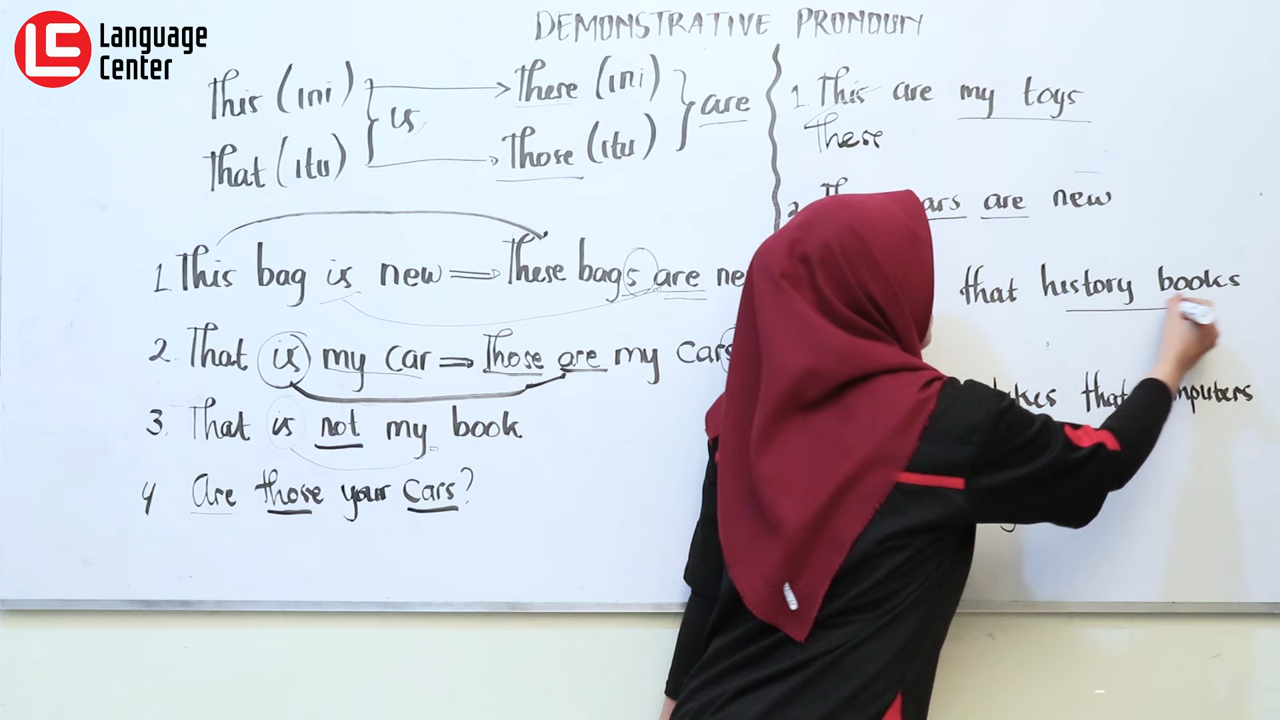 LC Language
Center
DEMONSTRATIVE PRONOUN
This (ini) is → There (ini) are
That (itu) → Those (itu)
1. This bag is new ⇒ These bags are ne
2. That is my car ⇒ Those are my cars
3. That is not my book
4 Are those your cars?
1. This are my toys
These
2. ars are new
that history books
that mputers